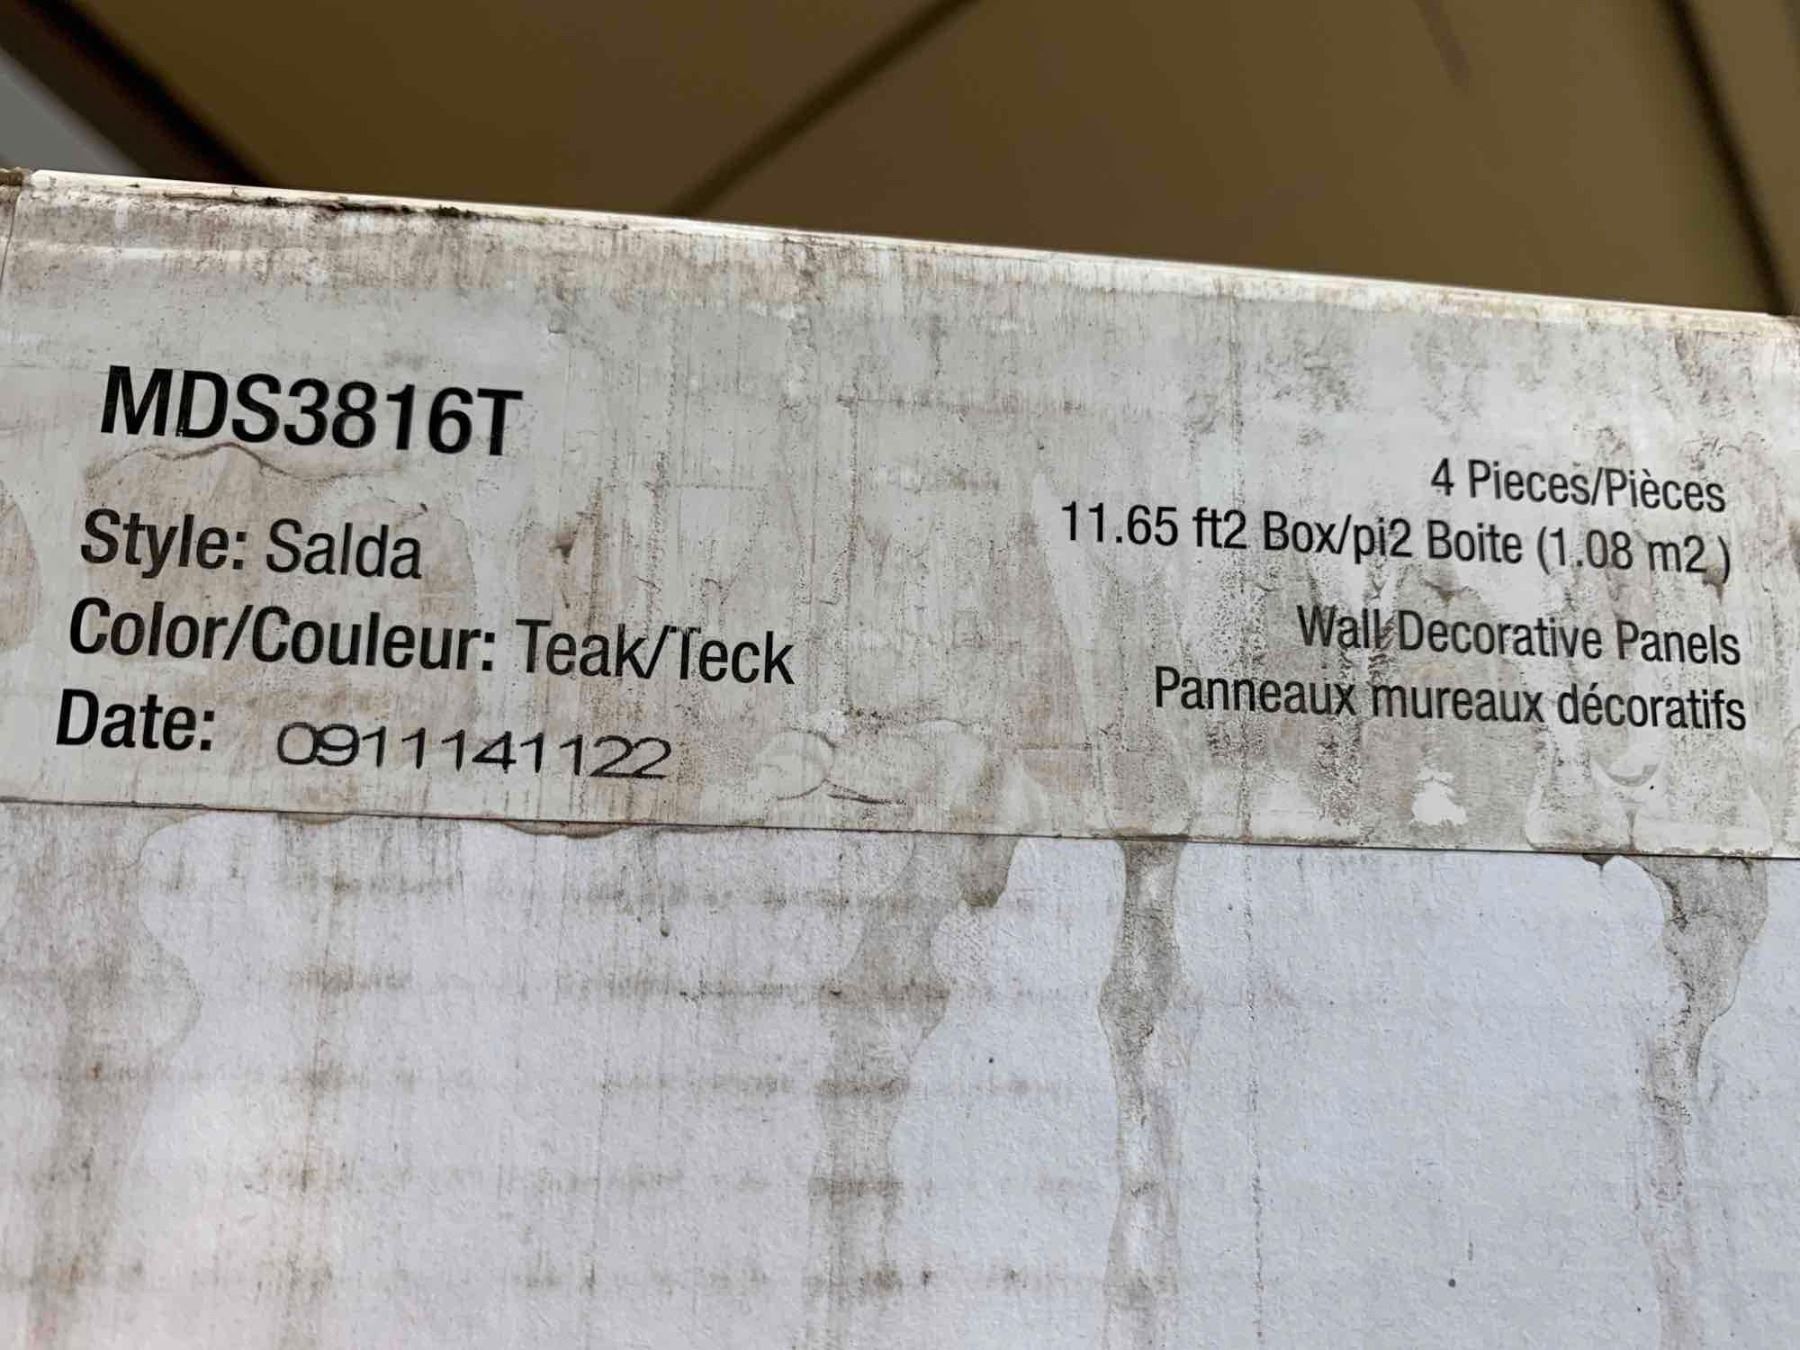 MDS3816T
Style: Salda
Color/Couleur: Teak/Teck
Date: 0911141122
4 Pieces/Pièces
11.65 ft2 Box/pi2 Boite (1.08 m2 )
Wall Decorative Panels
Panneaux mureaux décoratifs